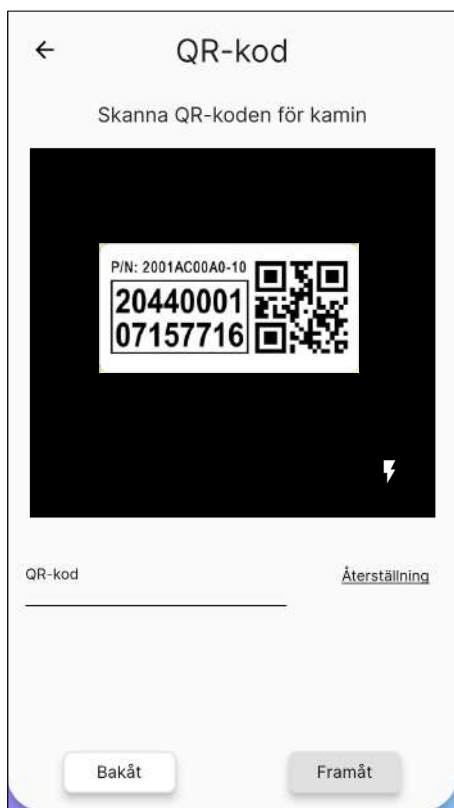 QR-kod
Skanna QR-koden för kamin
P/N: 2001AC00A0-10
20440001
07157716
QR-kod
Återställning
Bakåt
Framåt